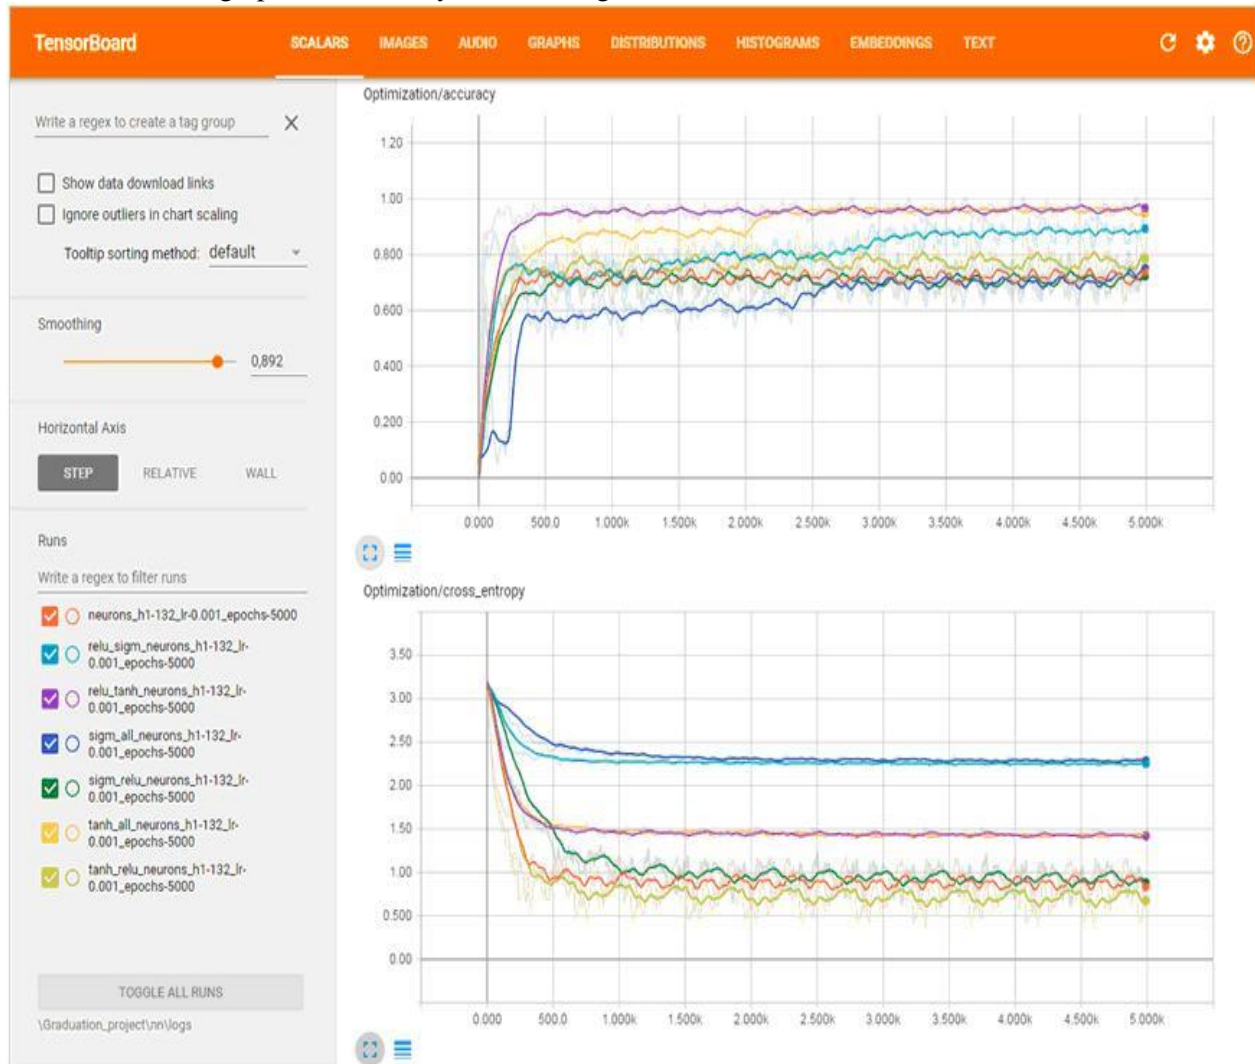 TensorBoard SCALARS IMAGES AUDIO GRAPHS DISTRIBUTIONS HISTOGRAMS EMBEDDINGS TEXT
Write a regex to create a tag group
Show data download links
Ignore outliers in chart scaling
Tooltip sorting method: default
Smoothing
0,892
Horizontal Axis
STEP RELATIVE WALL
Runs
Write a regex to filter runs
neurons_h1-132_lr-0.001_epochs-5000
relu_sigm_neurons_h1-132_lr-
0.001_epochs-5000
relu_tanh_neurons_h1-132_lr-
0.001_epochs-5000
sigm_all_neurons_h1-132_lr-
0.001_epochs-5000
sigm_relu_neurons_h1-132_lr-
0.001_epochs-5000
tanh_all_neurons_h1-132_lr-
0.001_epochs-5000
tanh_relu_neurons_h1-132_lr-
0.001_epochs-5000
TOGGLE ALL RUNS
\Graduation_project\nn\logs
Optimization/accuracy
1.20
1.00
0.800
0.600
0.400
0.200
0.00
0.000 500.0 1.000k 1.500k 2.000k 2.500k 3.000k 3.500k 4.000k 4.500k 5.000k
Optimization/cross_entropy
3.50
3.00
2.50
2.00
1.50
1.00
0.500
0.00
0.000 500.0 1.000k 1.500k 2.000k 2.500k 3.000k 3.500k 4.000k 4.500k 5.000k